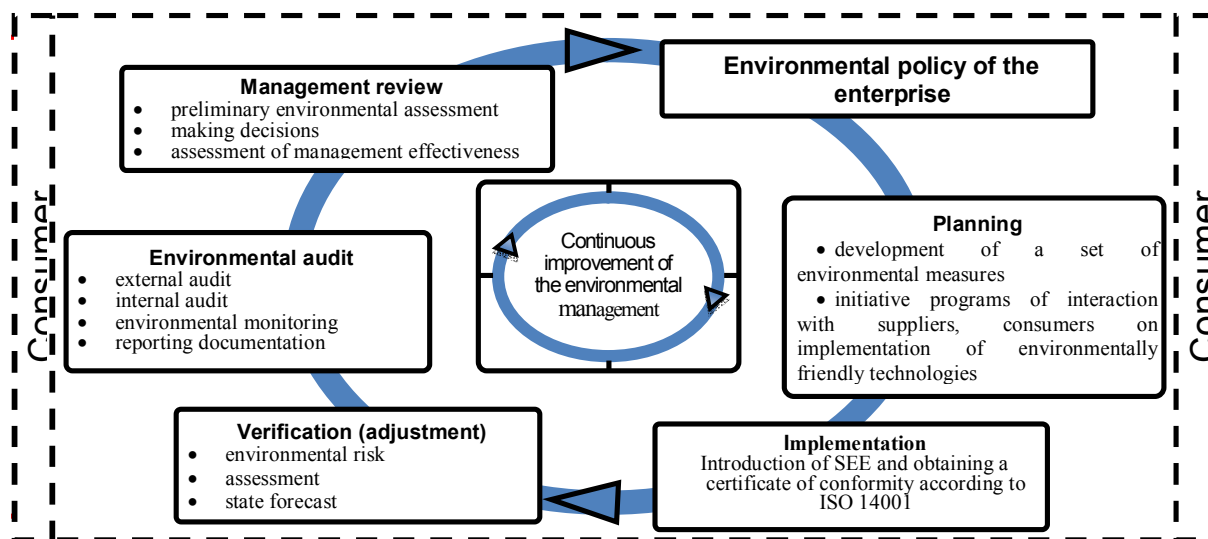 Consumer
Management review
• preliminary environmental assessment
• making decisions
• assessment of management effectiveness
Environmental policy of the
enterprise
Environmental audit
• external audit
• internal audit
• environmental monitoring
• reporting documentation
Continuous
improvement of
the environmental
management
Planning
• development of a set of
environmental measures
• initiative programs of interaction
with suppliers, consumers on
implementation of environmentally
friendly technologies
Verification (adjustment)
• environmental risk
• assessment
• state forecast
Implementation
Introduction of SEE and obtaining a
certificate of conformity according to
ISO 14001
Consumer